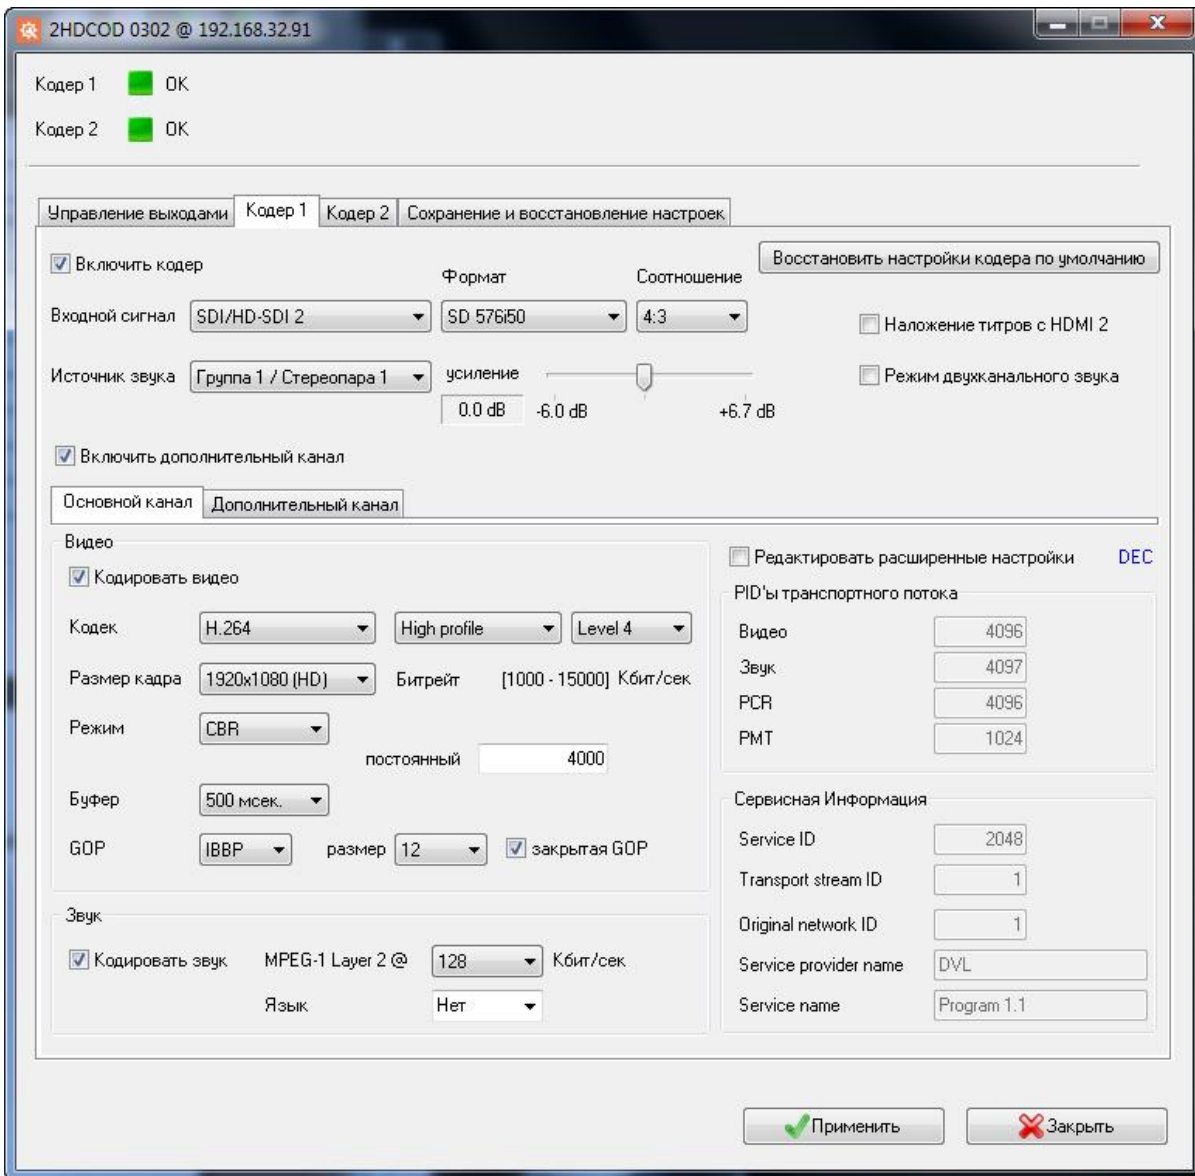 2HDCOD 0302 @ 192.168.32.91
Кодер 1 OK
Кодер 2 OK
Управление выходами Кодер 1 Кодер 2 Сохранение и восстановление настроек
Включить кодер
Восстановить настройки кодера по умолчанию
Формат Соотношение
Входной сигнал SDI/HD-SDI 2 SD 576i50 4:3
Наложение титров с HDMI 2
Источник звука Группа 1 / Стереопара 1 усиление
Режим двухканального звука
0.0 dB -6.0 dB +6.7 dB
Включить дополнительный канал
Основной канал Дополнительный канал
Видео
Кодировать видео
Кодек H.264 High profile Level 4
Размер кадра 1920x1080 (HD) Битрейт [1000 - 15000] Кбит/сек
Режим CBR
постоянный 4000
Буфер 500 мсек.
GOP IBBP размер 12 закрытая GOP
Звук
Кодировать звук MPEG-1 Layer 2 @ 128 Кбит/сек
Язык Нет
Редактировать расширенные настройки DEC
PID'ы транспортного потока
Видео 4096
Звук 4097
PCR 4096
PMT 1024
Сервисная Информация
Service ID 2048
Transport stream ID 1
Original network ID 1
Service provider name DVL
Service name Program 1.1
Применить Закрыть